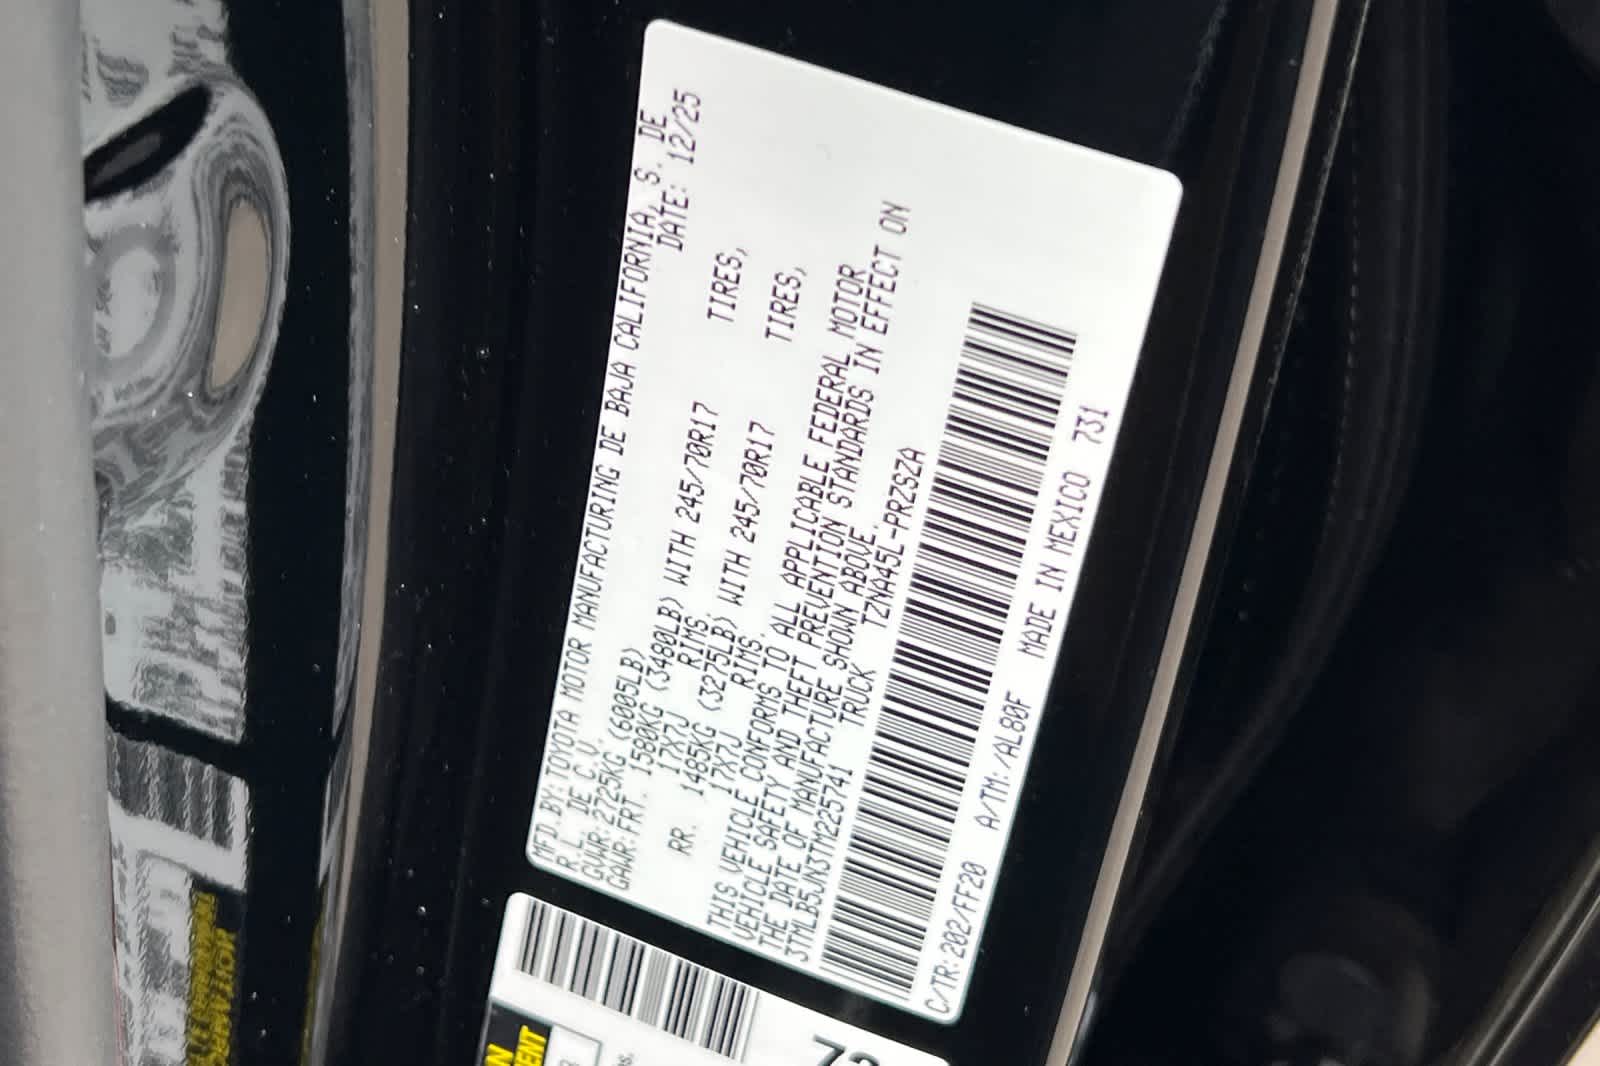 MFD.BY:TOYOTA MOTOR MANUFACTURING DE BAJA CALIFORNIA, S. DE
R.L. DE C.V. DATE: 12/25
GVWR:2725KG (6005LB)
GAWR:FRT. 1580KG (3480LB) WITH 245/70R17 TIRES,
17X7J RIMS.
RR. 1485KG (3275LB) WITH 245/70R17 TIRES,
17X7J RIMS.
THIS VEHICLE CONFORMS TO ALL APPLICABLE FEDERAL MOTOR
VEHICLE SAFETY AND THEFT PREVENTION STANDARDS IN EFFECT ON
THE DATE OF MANUFACTURE SHOWN ABOVE.
3TMLB5JN3TM225741 TRUCK TZNA45L-PRZSZA
C/TR:202/FF20 A/TM:/AL80F MADE IN MEXICO 731